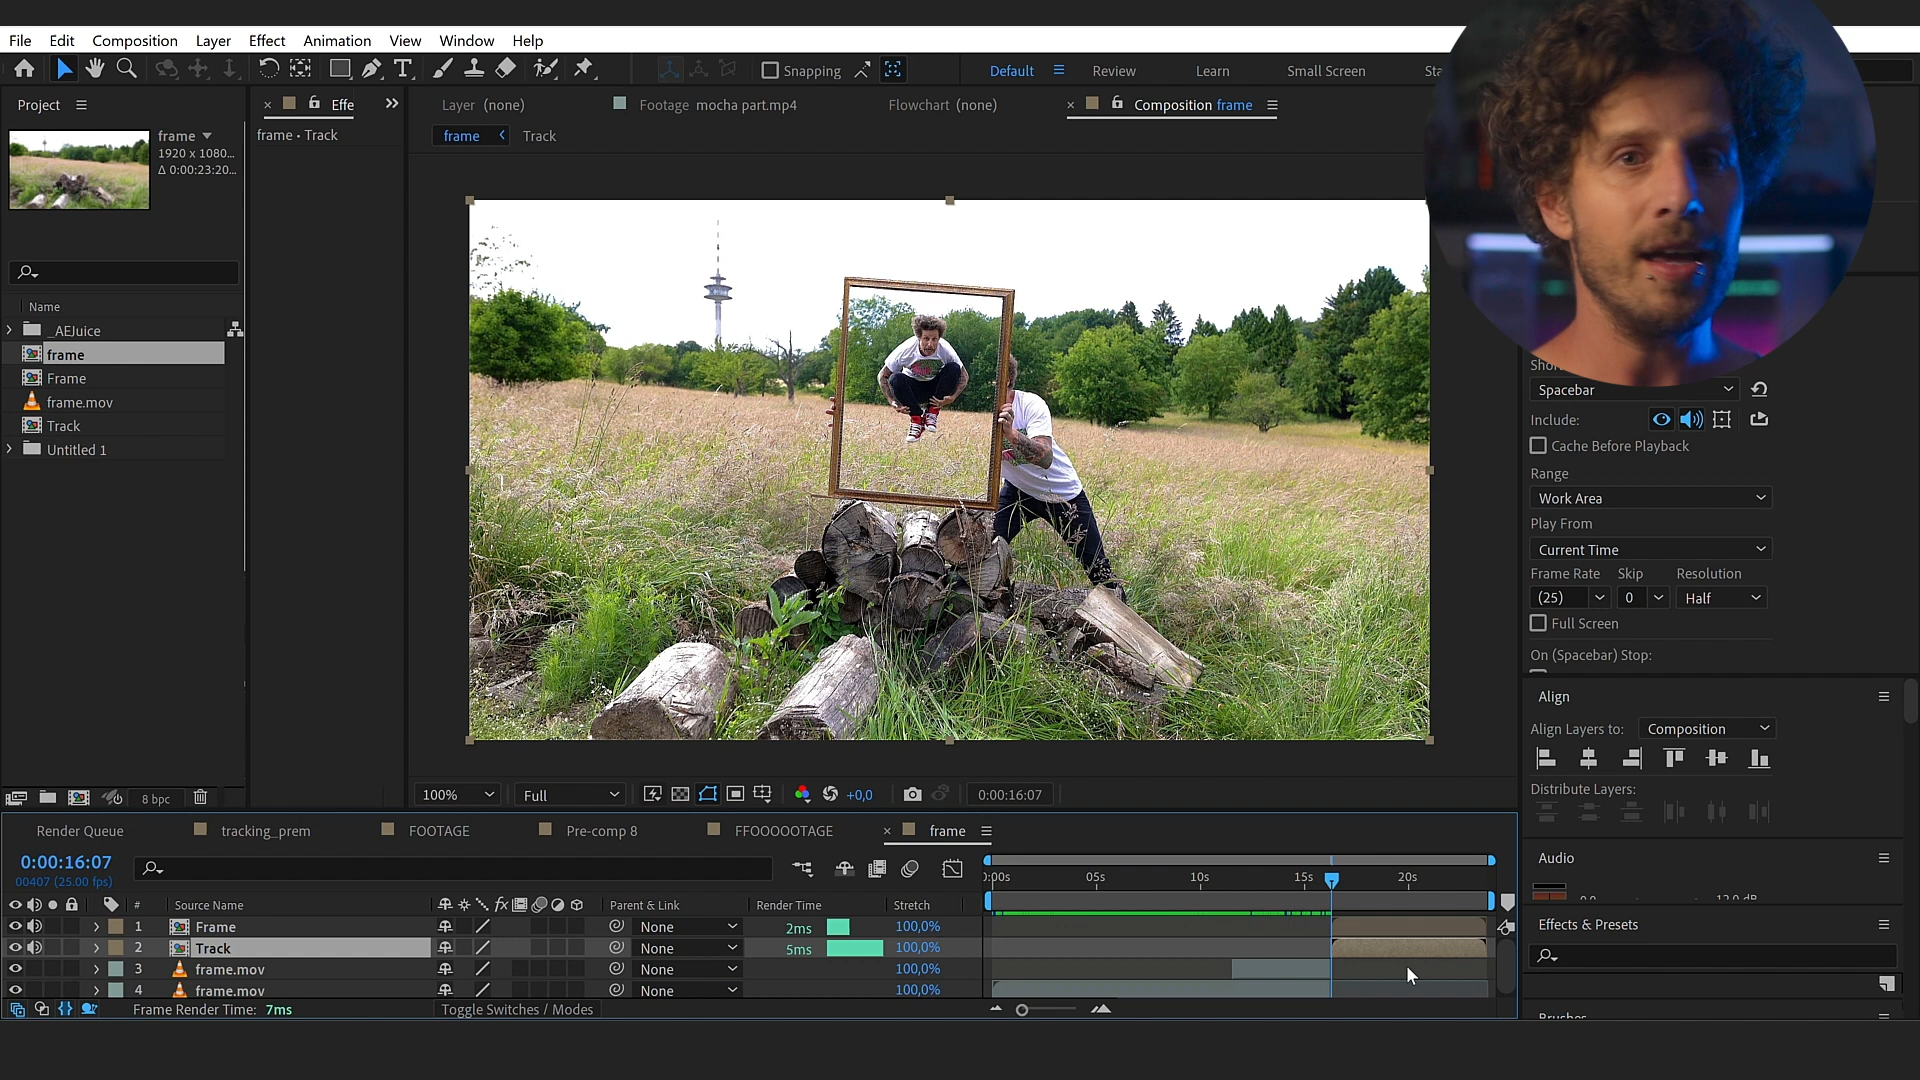 File Edit Composition Layer Effect Animation View Window Help
Snapping Default Review Learn Small Screen Sta
Project
Effe
Layer (none) Footage mocha part.mp4 Flowchart (none) Composition frame
frame • Track
frame Track
frame
1920 x 1080...
Δ 0:00:23:20...
Name
_AEJuice
frame
Frame
frame.mov
Track
Untitled 1
8 bpc
100% Full +0,0 0:00:16:07
Shor
Spacebar
Include:
Cache Before Playback
Range
Work Area
Play From
Current Time
Frame Rate Skip Resolution
(25) 0 Half
Full Screen
On (Spacebar) Stop:
Align
Align Layers to: Composition
Distribute Layers:
Audio
0.0 -12.0 dB
Effects & Presets
Brushes
Render Queue tracking_prem FOOTAGE Pre-comp 8 FFOOOOOTAGE frame
0:00:16:07
00407 (25.00 fps)
):00s 05s 10s 15s 20s
# Source Name fx Parent & Link Render Time Stretch
1 Frame None 2ms 100,0%
2 Track None 5ms 100,0%
3 frame.mov None 100,0%
4 frame.mov None 100,0%
Frame Render Time: 7ms Toggle Switches / Modes